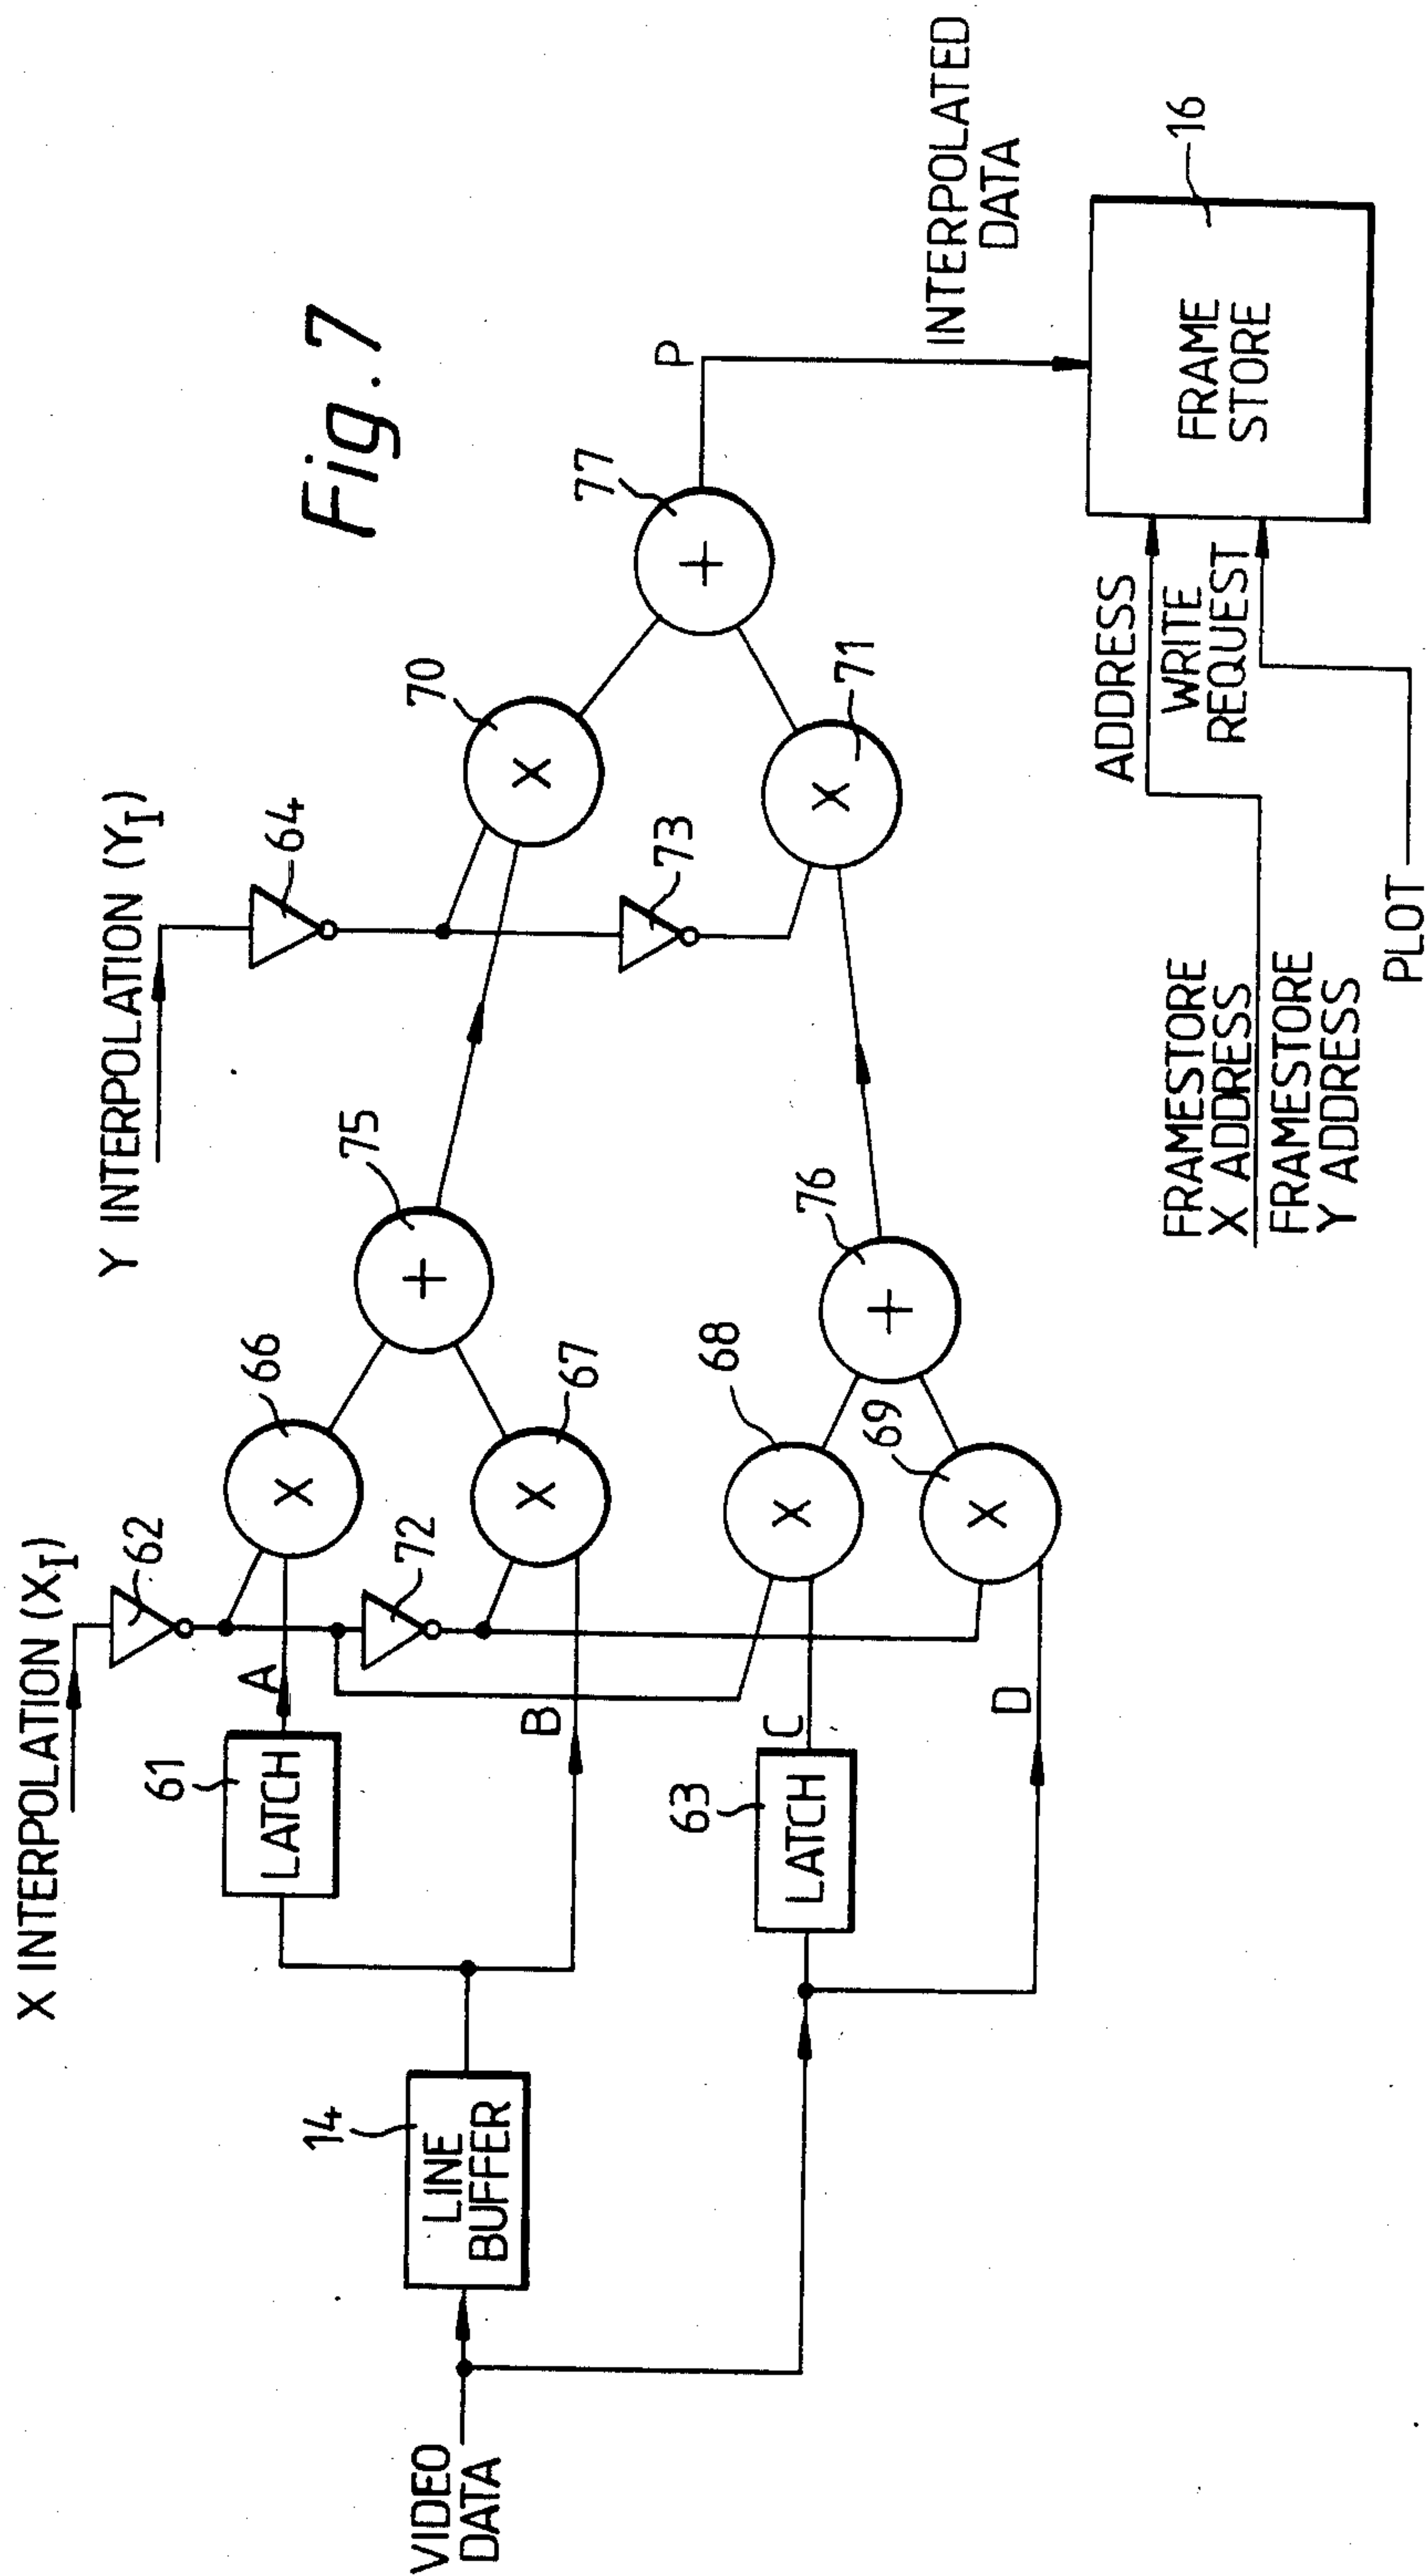 Fig. 7
X INTERPOLATION (XI)
Y INTERPOLATION (YI)
62
64
61
LATCH
A
66
75
70
72
73
67
B
77
P
14
LINE
BUFFER
VIDEO
DATA
63
LATCH
C
68
76
71
69
D
INTERPOLATED
DATA
16
FRAME
STORE
ADDRESS
WRITE
REQUEST
FRAMESTORE
X ADDRESS
FRAMESTORE
Y ADDRESS
PLOT
X
X
+
X
X
+
X
X
+